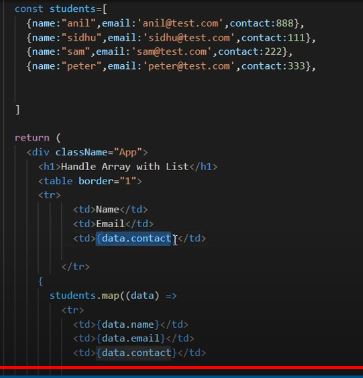 const students=[
{name:"anil",email:'anil@test.com',contact:888},
{name:"sidhu",email:'sidhu@test.com',contact:111},
{name:"sam",email:'sam@test.com',contact:222},
{name:"peter",email:'peter@test.com',contact:333},
]
return (
<div className="App">
<h1>Handle Array with List</h1>
<table border="1">
<tr>
<td>Name</td>
<td>Email</td>
<td>{data.contact}</td>
</tr>
{
students.map((data) =>
<tr>
<td>{data.name}</td>
<td>{data.email}</td>
<td>{data.contact}</td>